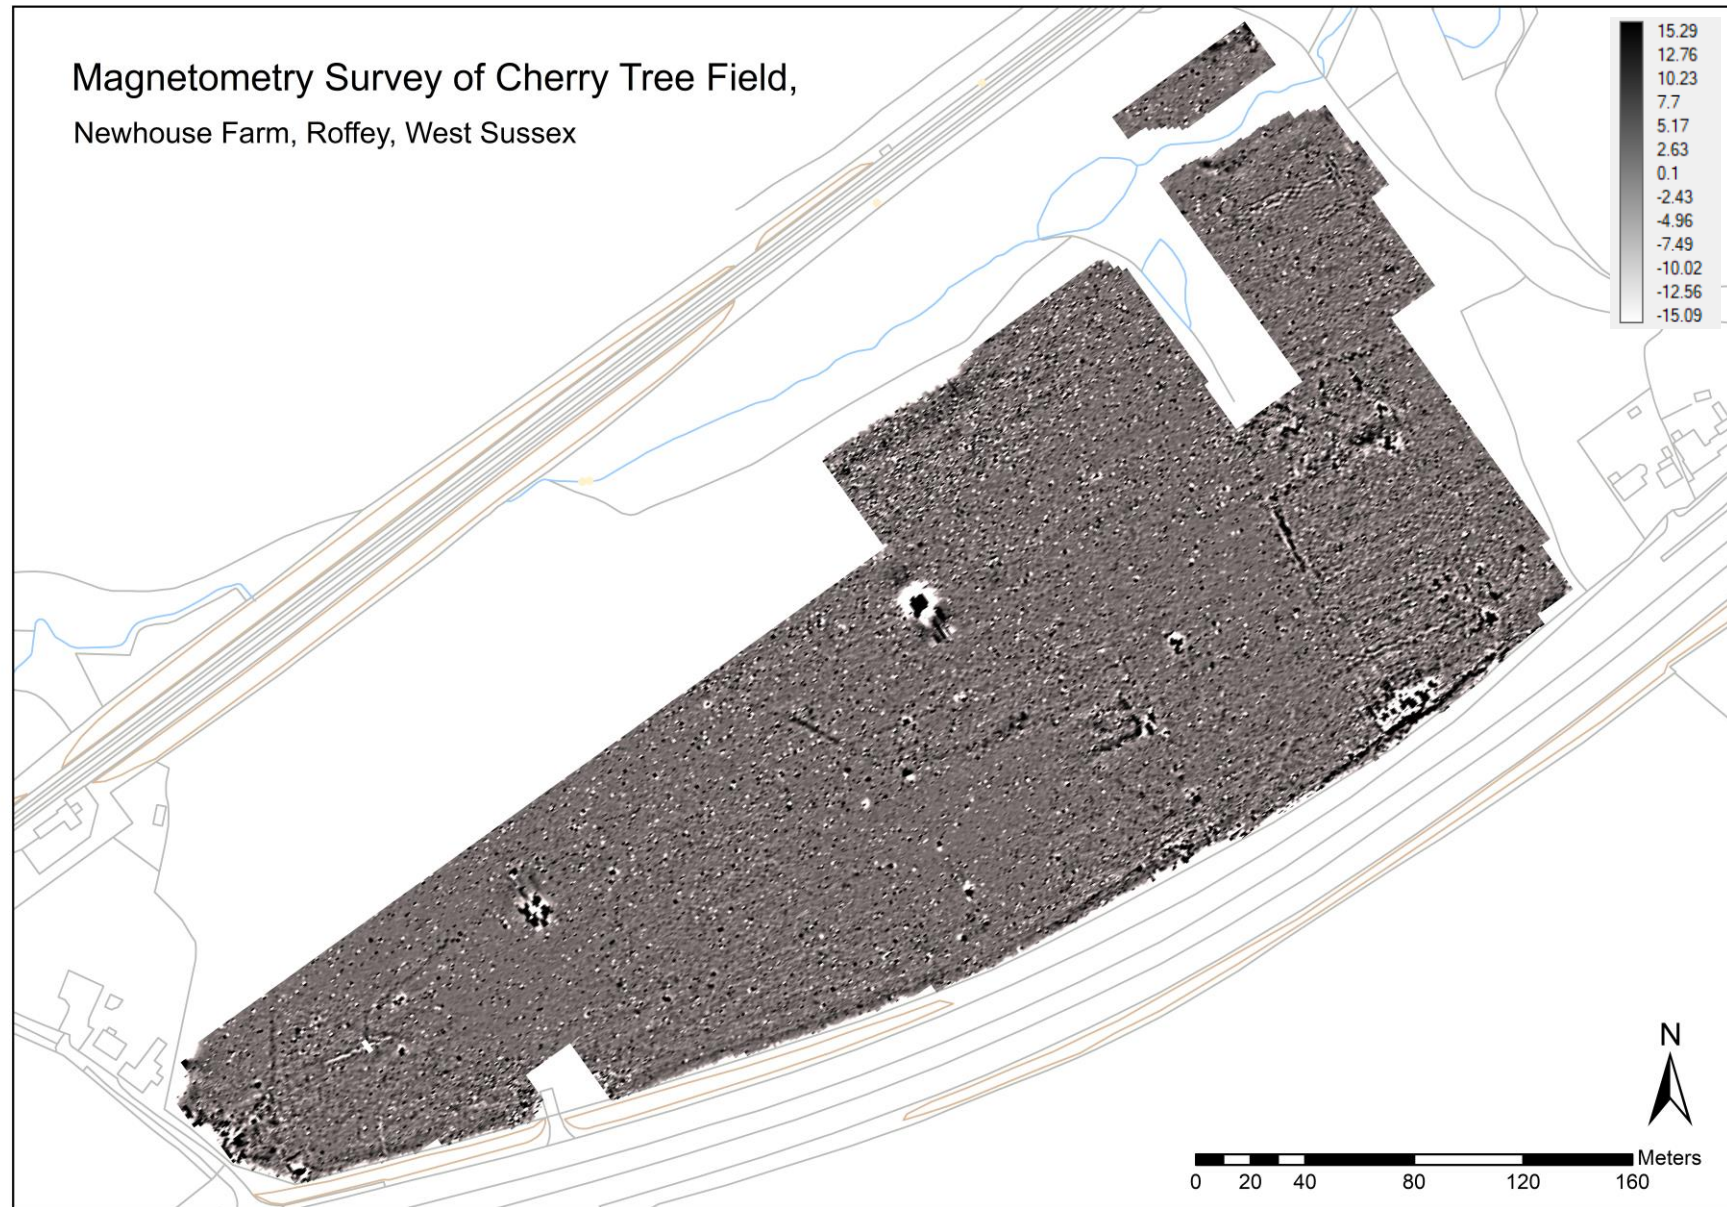 Magnetometry Survey of Cherry Tree Field,
Newhouse Farm, Roffey, West Sussex
15.29
12.76
10.23
7.7
5.17
2.63
0.1
-2.43
-4.96
-7.49
-10.02
-12.56
-15.09
N
Meters
0 20 40 80 120 160